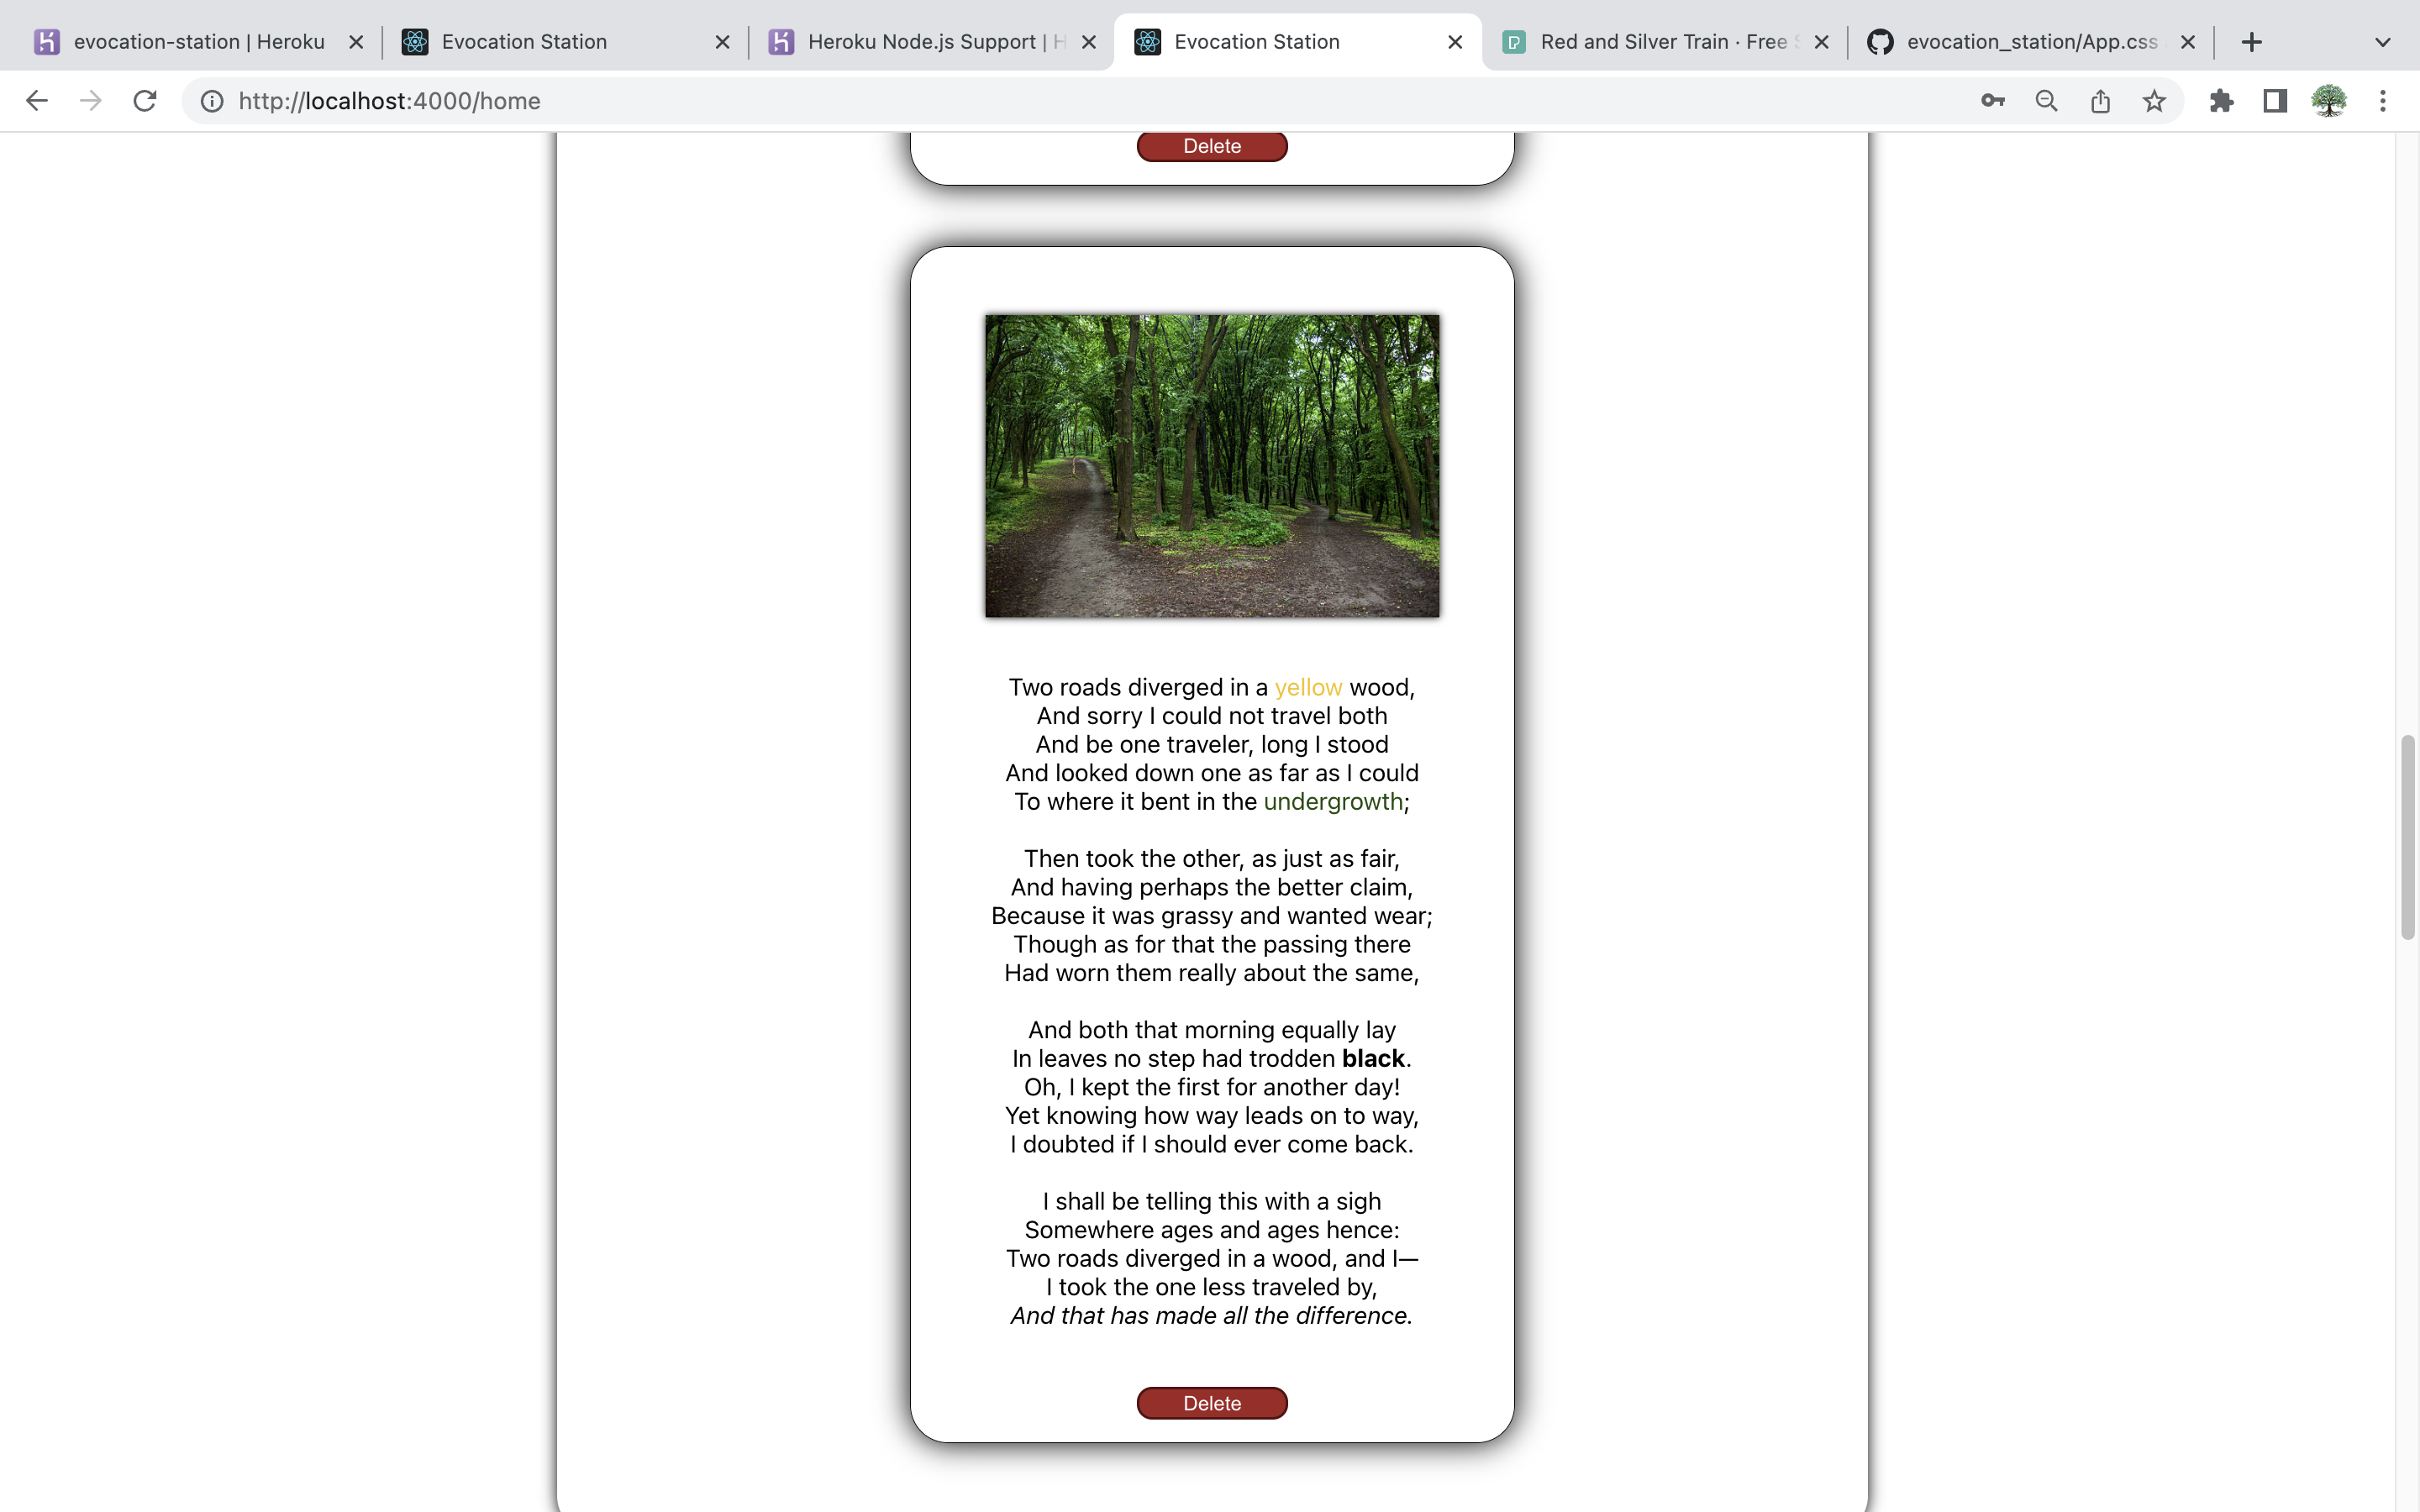 evocation-station | Heroku
Evocation Station
Heroku Node.js Support |
Evocation Station
Red and Silver Train · Free
evocation_station/App.css
http://localhost:4000/home
Delete
Two roads diverged in a yellow wood,
And sorry I could not travel both
And be one traveler, long I stood
And looked down one as far as I could
To where it bent in the undergrowth;
Then took the other, as just as fair,
And having perhaps the better claim,
Because it was grassy and wanted wear;
Though as for that the passing there
Had worn them really about the same,
And both that morning equally lay
In leaves no step had trodden black.
Oh, I kept the first for another day!
Yet knowing how way leads on to way,
I doubted if I should ever come back.
I shall be telling this with a sigh
Somewhere ages and ages hence:
Two roads diverged in a wood, and I—
I took the one less traveled by,
And that has made all the difference.
Delete